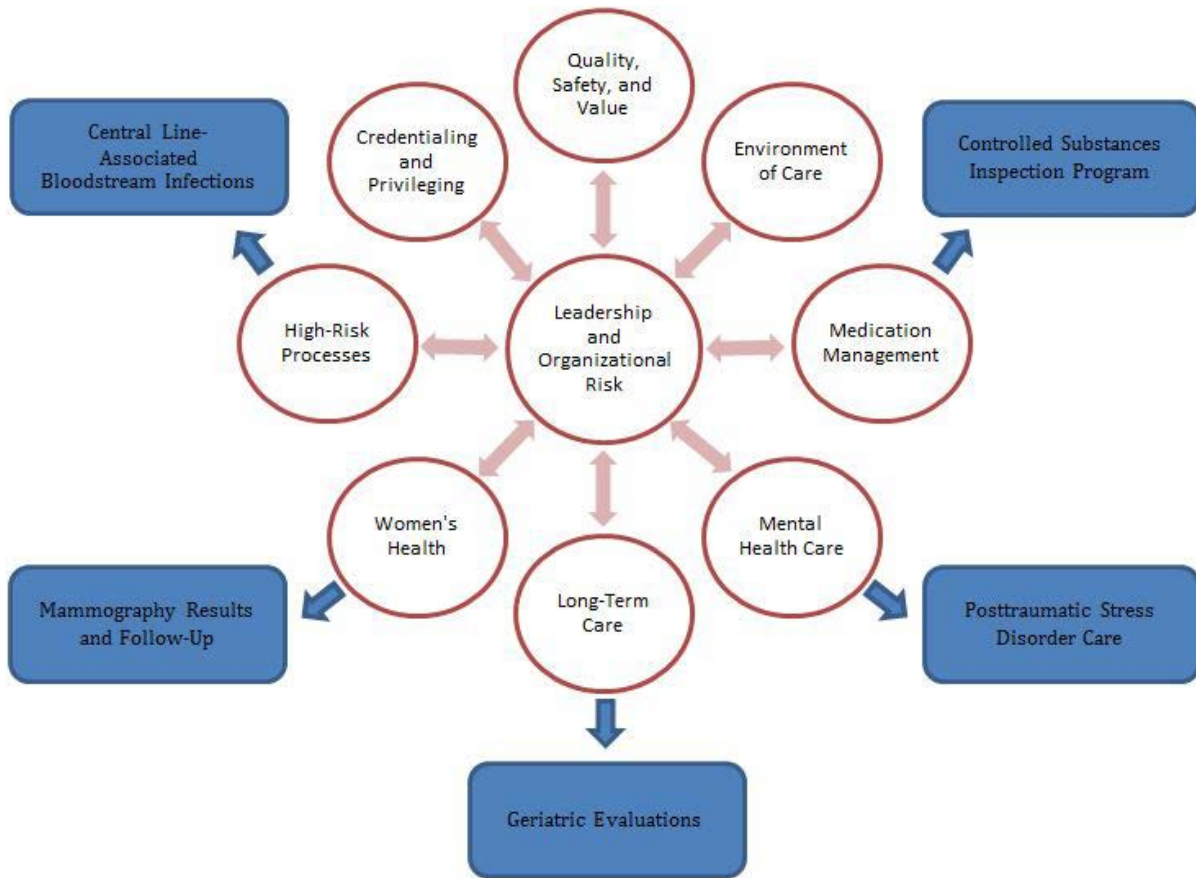 Quality,
Safety, and
Value
Credentialing
and
Privileging
Environment
of Care
Central Line-
Associated
Bloodstream Infections
Controlled Substances
Inspection Program
High-Risk
Processes
Leadership
and
Organizational
Risk
Medication
Management
Women's
Health
Mental
Health Care
Long-Term
Care
Mammography Results
and Follow-Up
Posttraumatic Stress
Disorder Care
Geriatric Evaluations